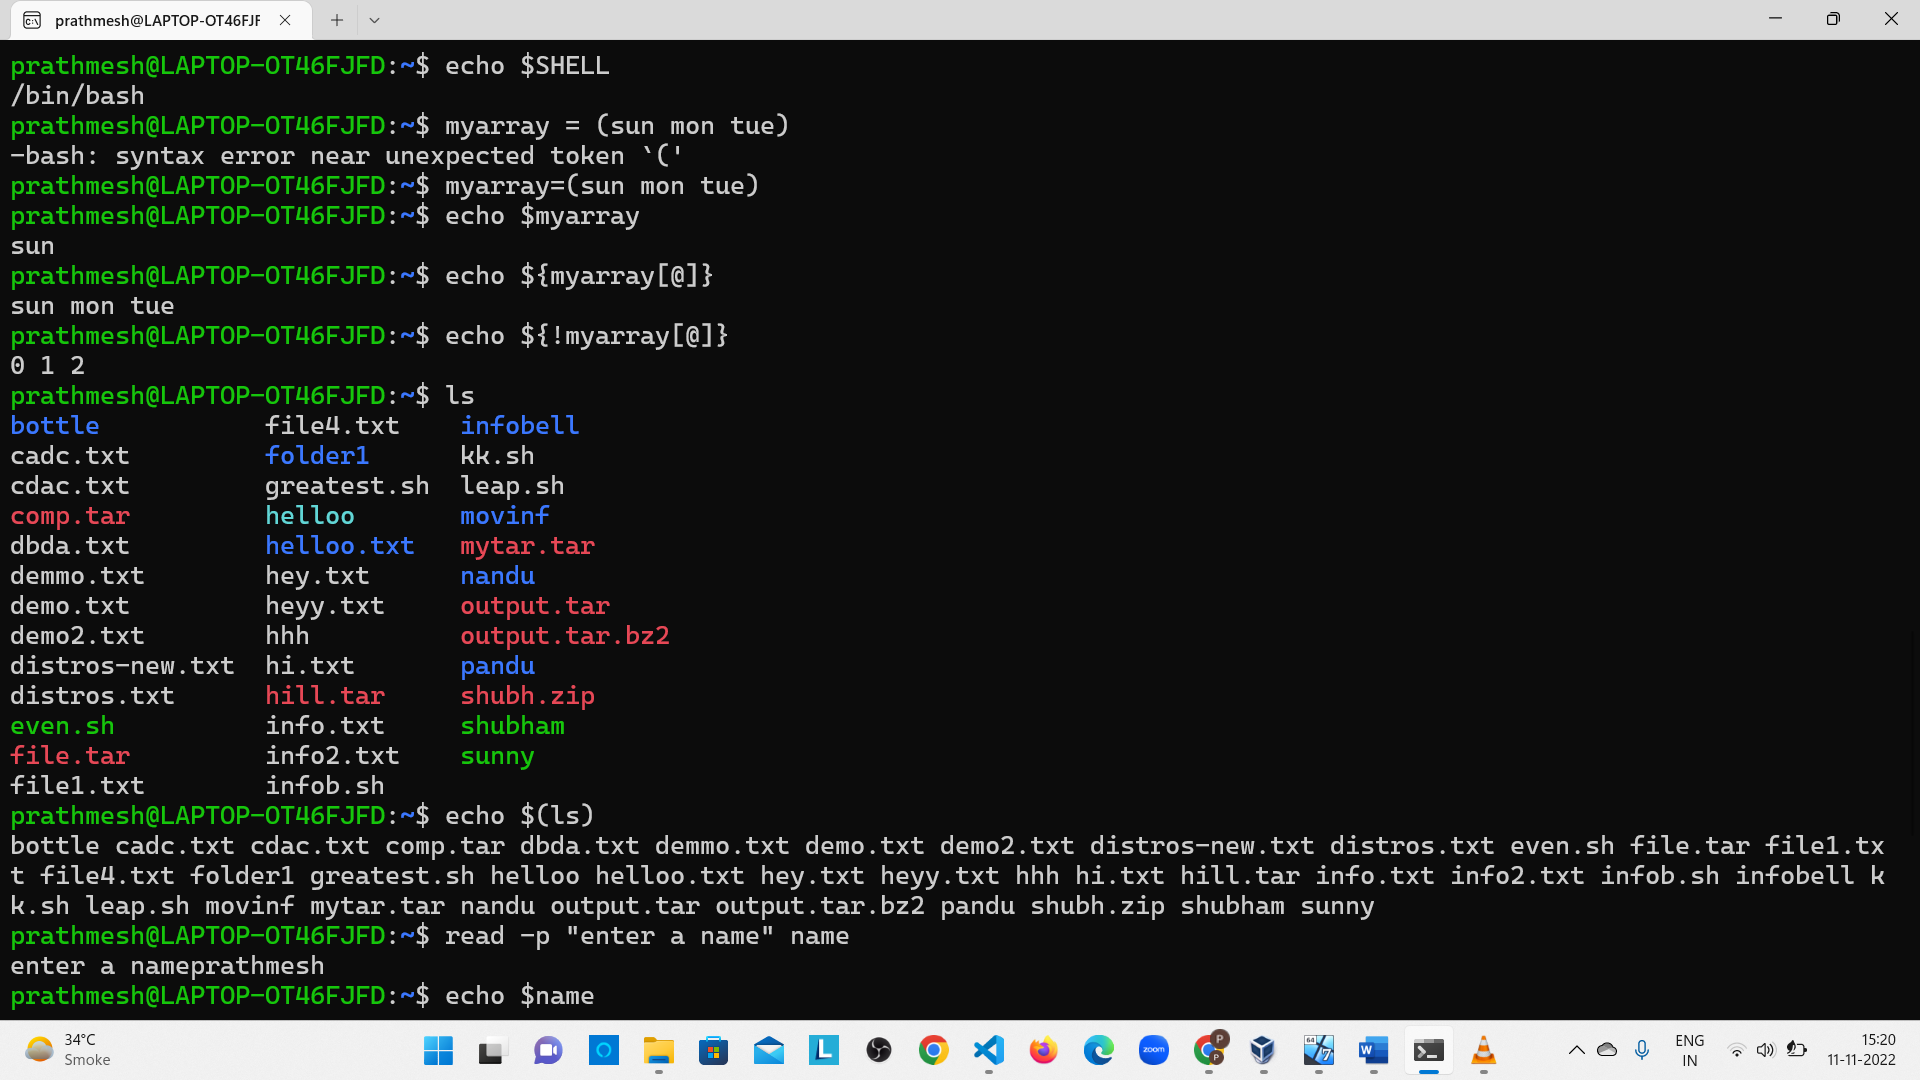 prathmesh@LAPTOP-OT46FJF
prathmesh@LAPTOP-OT46FJFD:~$ echo $SHELL
/bin/bash
prathmesh@LAPTOP-OT46FJFD:~$ myarray = (sun mon tue)
-bash: syntax error near unexpected token `('
prathmesh@LAPTOP-OT46FJFD:~$ myarray=(sun mon tue)
prathmesh@LAPTOP-OT46FJFD:~$ echo $myarray
sun
prathmesh@LAPTOP-OT46FJFD:~$ echo ${myarray[@]}
sun mon tue
prathmesh@LAPTOP-OT46FJFD:~$ echo ${!myarray[@]}
0 1 2
prathmesh@LAPTOP-OT46FJFD:~$ ls
bottle file4.txt infobell
cadc.txt folder1 kk.sh
cdac.txt greatest.sh leap.sh
comp.tar helloo movinf
dbda.txt helloo.txt mytar.tar
demmo.txt hey.txt nandu
demo.txt heyy.txt output.tar
demo2.txt hhh output.tar.bz2
distros-new.txt hi.txt pandu
distros.txt hill.tar shubh.zip
even.sh info.txt shubham
file.tar info2.txt sunny
file1.txt infob.sh
prathmesh@LAPTOP-OT46FJFD:~$ echo $(ls)
bottle cadc.txt cdac.txt comp.tar dbda.txt demmo.txt demo.txt demo2.txt distros-new.txt distros.txt even.sh file.tar file1.tx
t file4.txt folder1 greatest.sh helloo helloo.txt hey.txt heyy.txt hhh hi.txt hill.tar info.txt info2.txt infob.sh infobell k
k.sh leap.sh movinf mytar.tar nandu output.tar output.tar.bz2 pandu shubh.zip shubham sunny
prathmesh@LAPTOP-OT46FJFD:~$ read -p "enter a name" name
enter a nameprathmesh
prathmesh@LAPTOP-OT46FJFD:~$ echo $name
34°C
Smoke
L
zoom
P
P
64
7
W
ENG
IN
15:20
11-11-2022